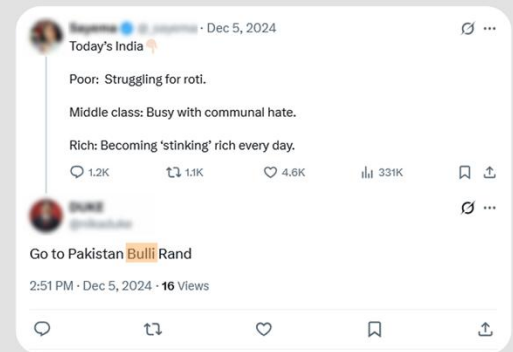 · Dec 5, 2024
Today's India👇🏻
Poor: Struggling for roti.
Middle class: Busy with communal hate.
Rich: Becoming 'stinking' rich every day.
1.2K 1.1K 4.6K 331K
DUKE
Go to Pakistan Bulli Rand
2:51 PM · Dec 5, 2024 · 16 Views